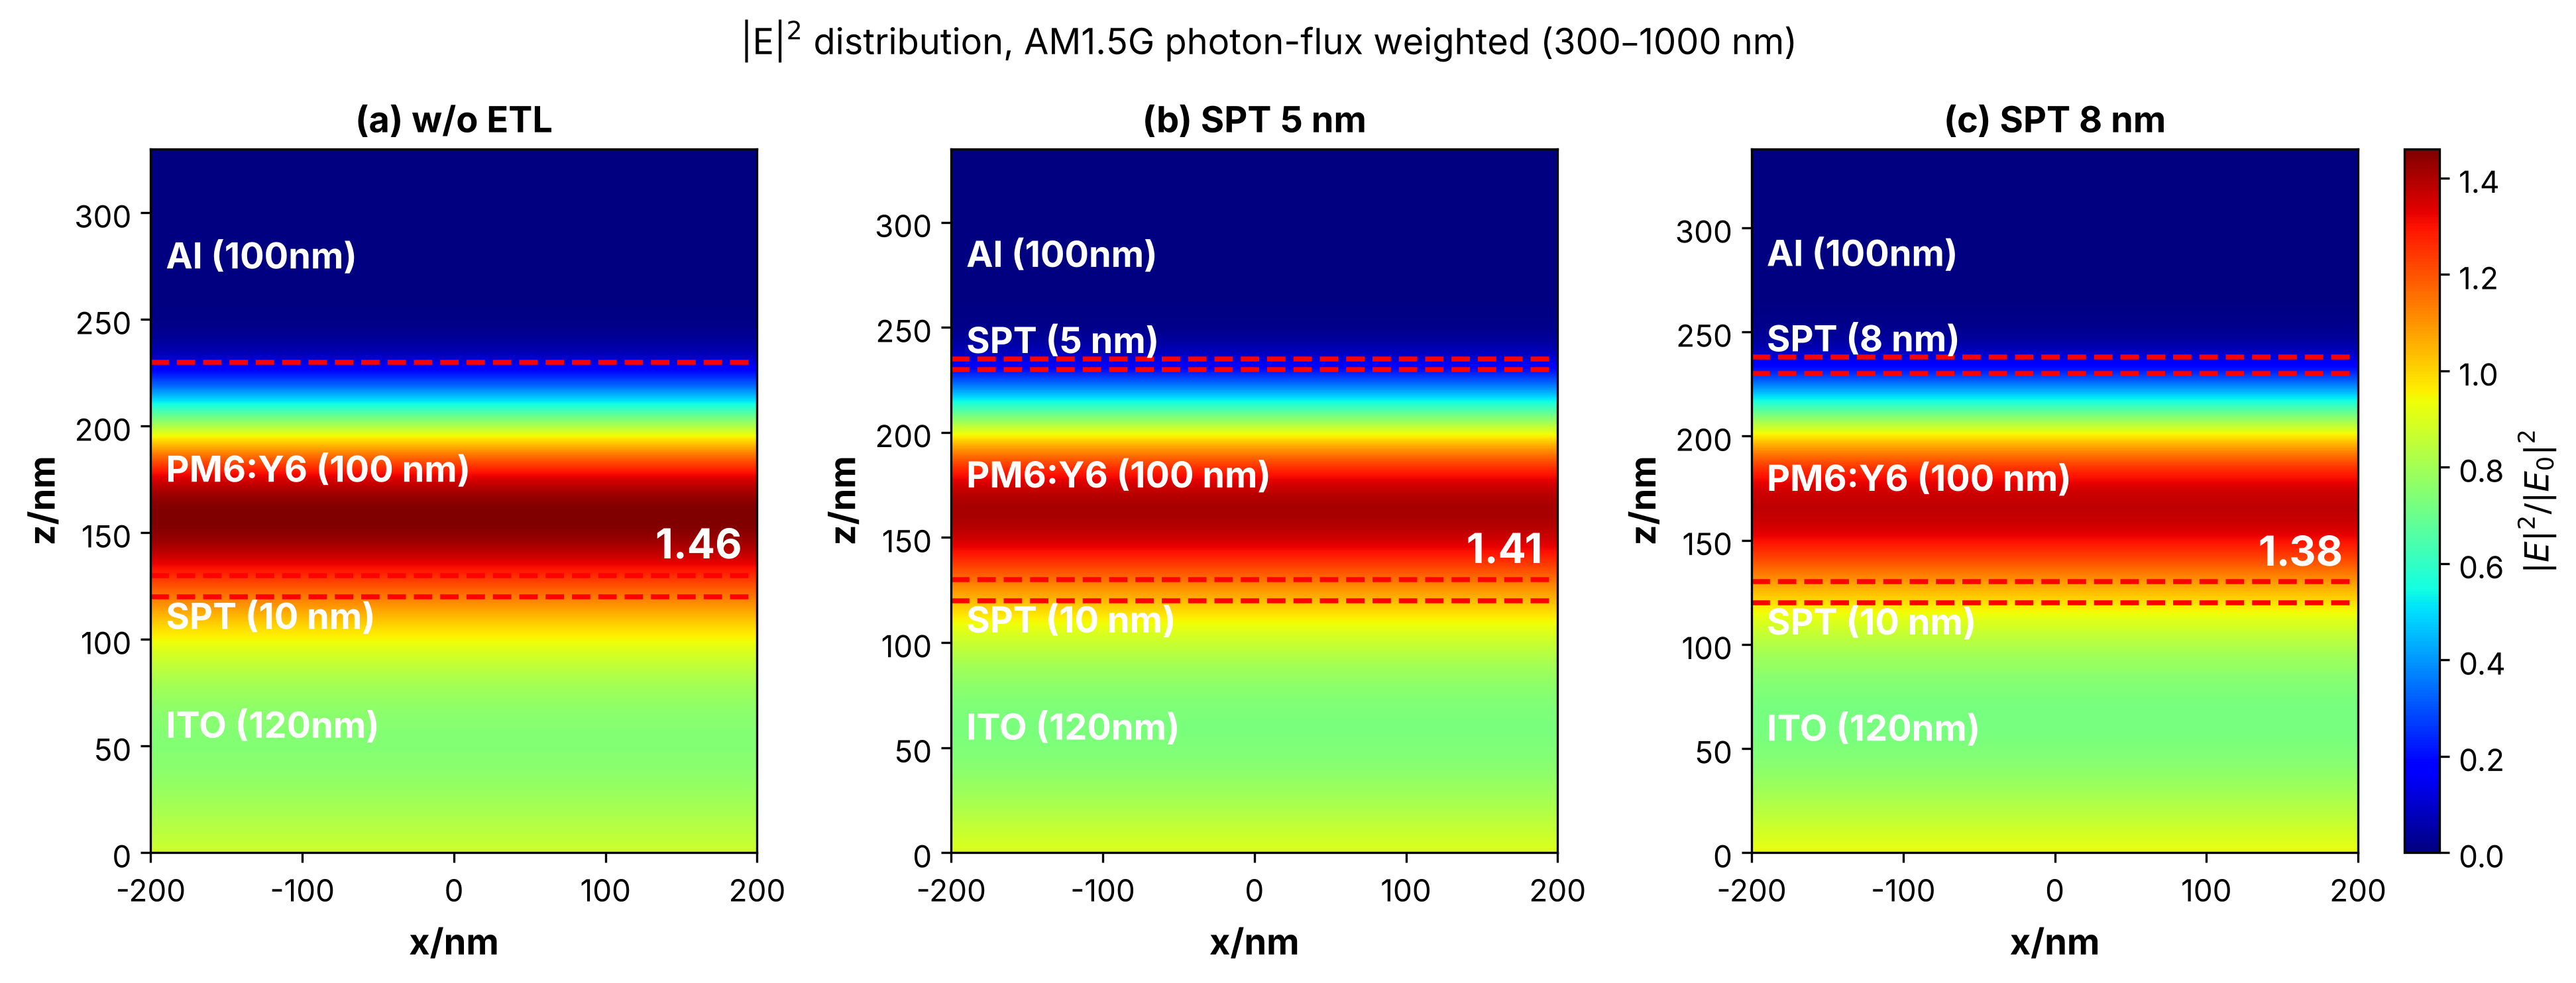 |E|² distribution, AM1.5G photon-flux weighted (300–1000 nm)
(a) w/o ETL
z/nm
300
250
200
150
100
50
0
Al (100nm)
PM6:Y6 (100 nm)
1.46
SPT (10 nm)
ITO (120nm)
-200 -100 0 100 200
x/nm
(b) SPT 5 nm
z/nm
300
250
200
150
100
50
0
Al (100nm)
SPT (5 nm)
PM6:Y6 (100 nm)
1.41
SPT (10 nm)
ITO (120nm)
-200 -100 0 100 200
x/nm
(c) SPT 8 nm
z/nm
300
250
200
150
100
50
0
Al (100nm)
SPT (8 nm)
PM6:Y6 (100 nm)
1.38
SPT (10 nm)
ITO (120nm)
-200 -100 0 100 200
x/nm
1.4
1.2
1.0
0.8
0.6
0.4
0.2
0.0
|E|²/|E₀|²